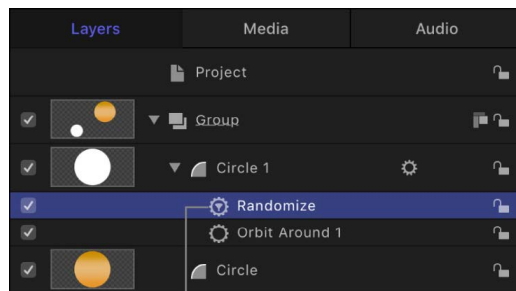 Layers Media Audio
Project
Group
Circle 1
Randomize
Orbit Around 1
Circle